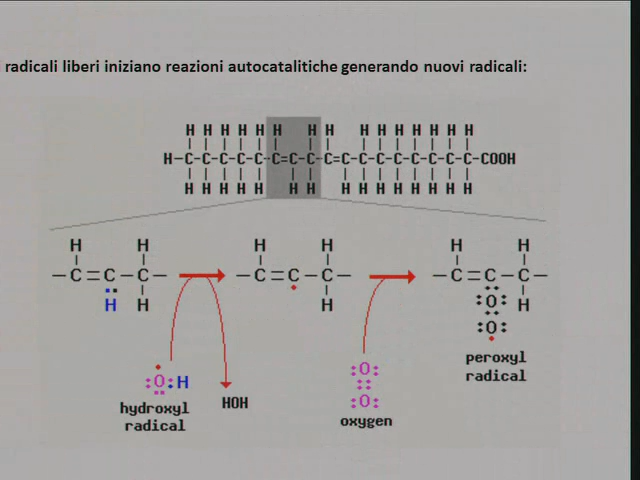 i radicali liberi iniziano reazioni autocatalitiche generando nuovi radicali:
H H H H H H H H H H H H H H H
H-C-C-C-C-C-C=C-C-C=C-C-C-C-C-C-C-C-COOH
H H H H H H H H H H H H H H H H
H H H H H H
-C=C-C- -C=C-C- -C=C-C-
H H H :O: H
:O:
:O:H HOH :O:
:O:
peroxyl
radical
hydroxyl
radical
oxygen